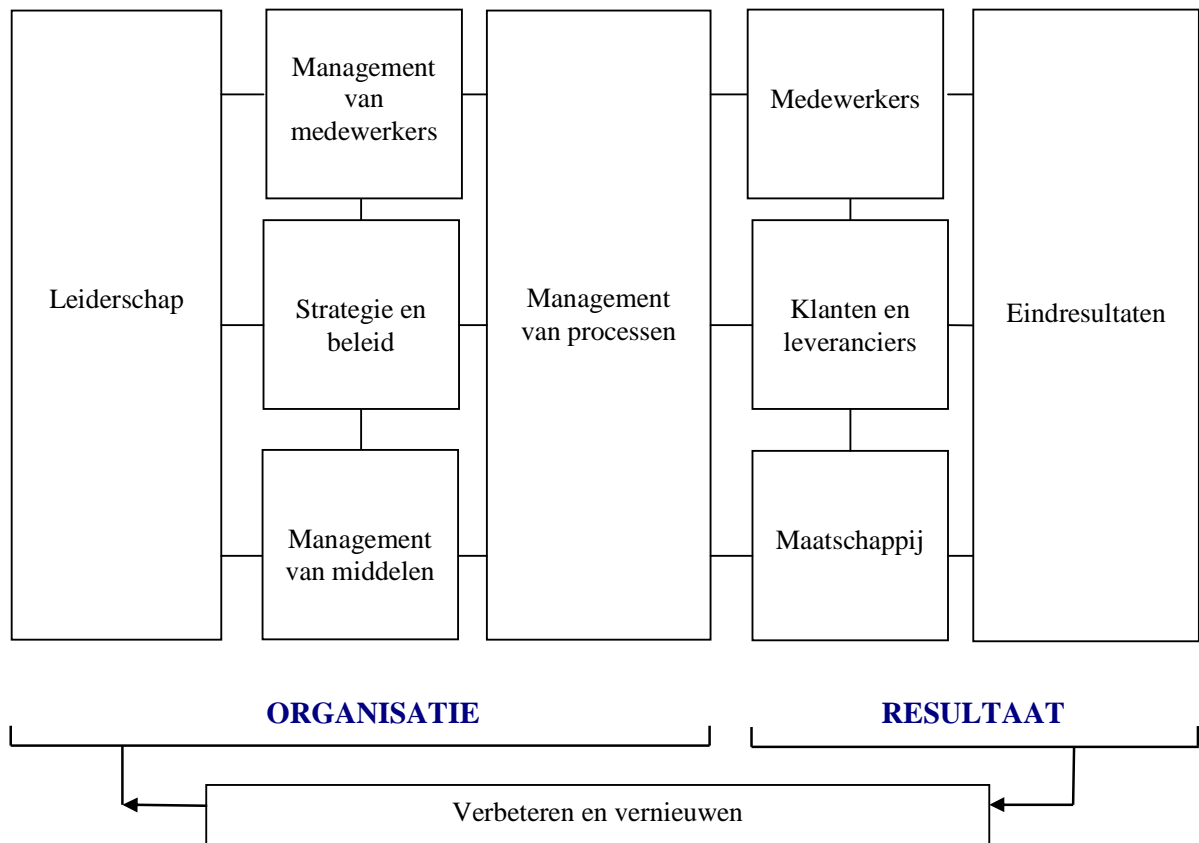 Management
van
medewerkers
Medewerkers
Leiderschap
Strategie en
beleid
Management
van processen
Klanten en
leveranciers
Eindresultaten
Management
van middelen
Maatschappij
ORGANISATIE
RESULTAAT
Verbeteren en vernieuwen